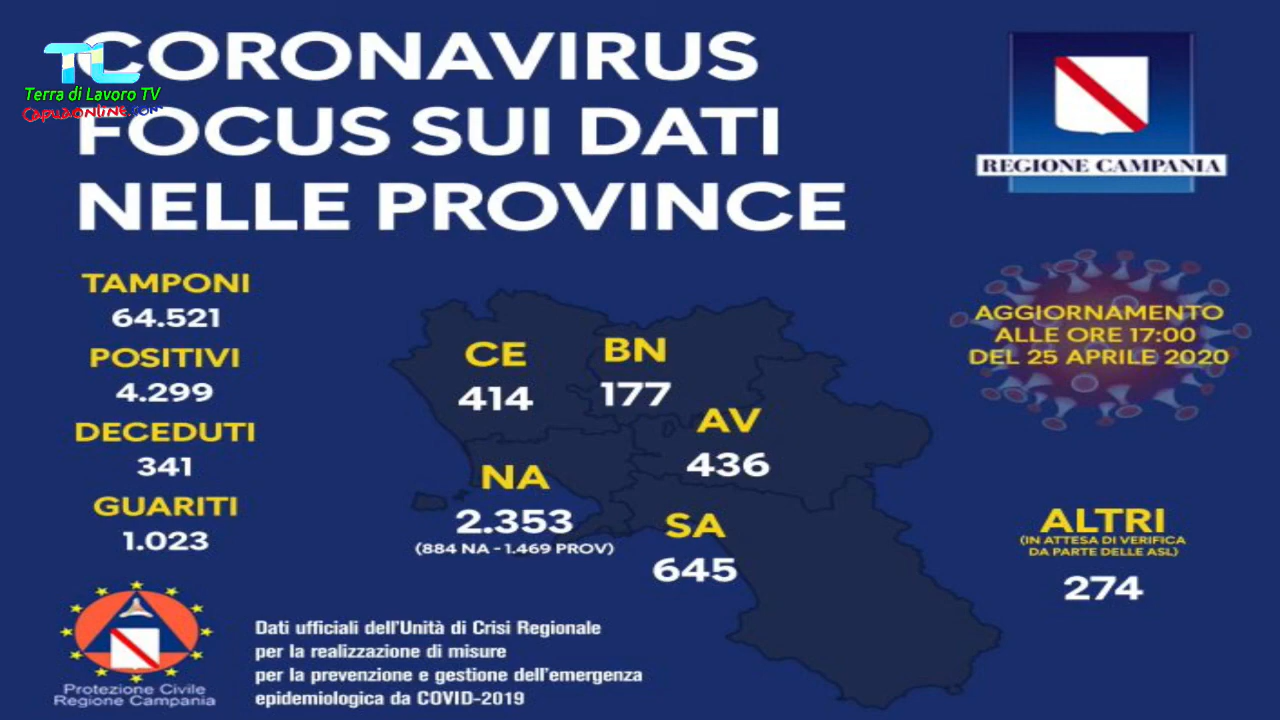 CORONAVIRUS
FOCUS SUI DATI
NELLE PROVINCE
TL
Terra di Lavoro TV
Capuaonline.com
REGIONE CAMPANIA
TAMPONI
64.521
POSITIVI
4.299
DECEDUTI
341
GUARITI
1.023
CE
414
BN
177
AV
436
NA
2.353
(884 NA - 1.469 PROV)
SA
645
AGGIORNAMENTO
ALLE ORE 17:00
DEL 25 APRILE 2020
ALTRI
(IN ATTESA DI VERIFICA
DA PARTE DELLE ASL)
274
Protezione Civile
Regione Campania
Dati ufficiali dell'Unità di Crisi Regionale
per la realizzazione di misure
per la prevenzione e gestione dell'emergenza
epidemiologica da COVID-2019